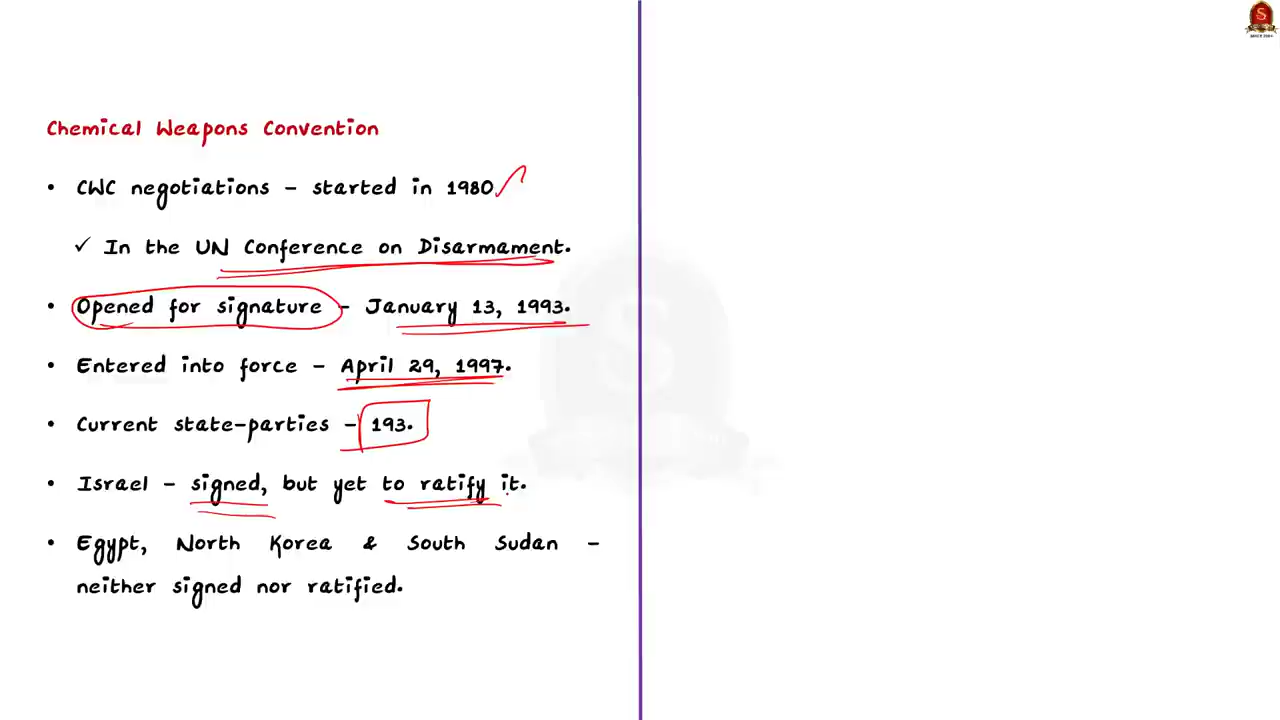 Chemical Weapons Convention
• CWC negotiations – started in 1980
✓ In the UN Conference on Disarmament.
• Opened for signature – January 13, 1993.
• Entered into force – April 29, 1997.
• Current state-parties – 193.
• Israel – signed, but yet to ratify it.
• Egypt, North Korea & South Sudan –
neither signed nor ratified.
S